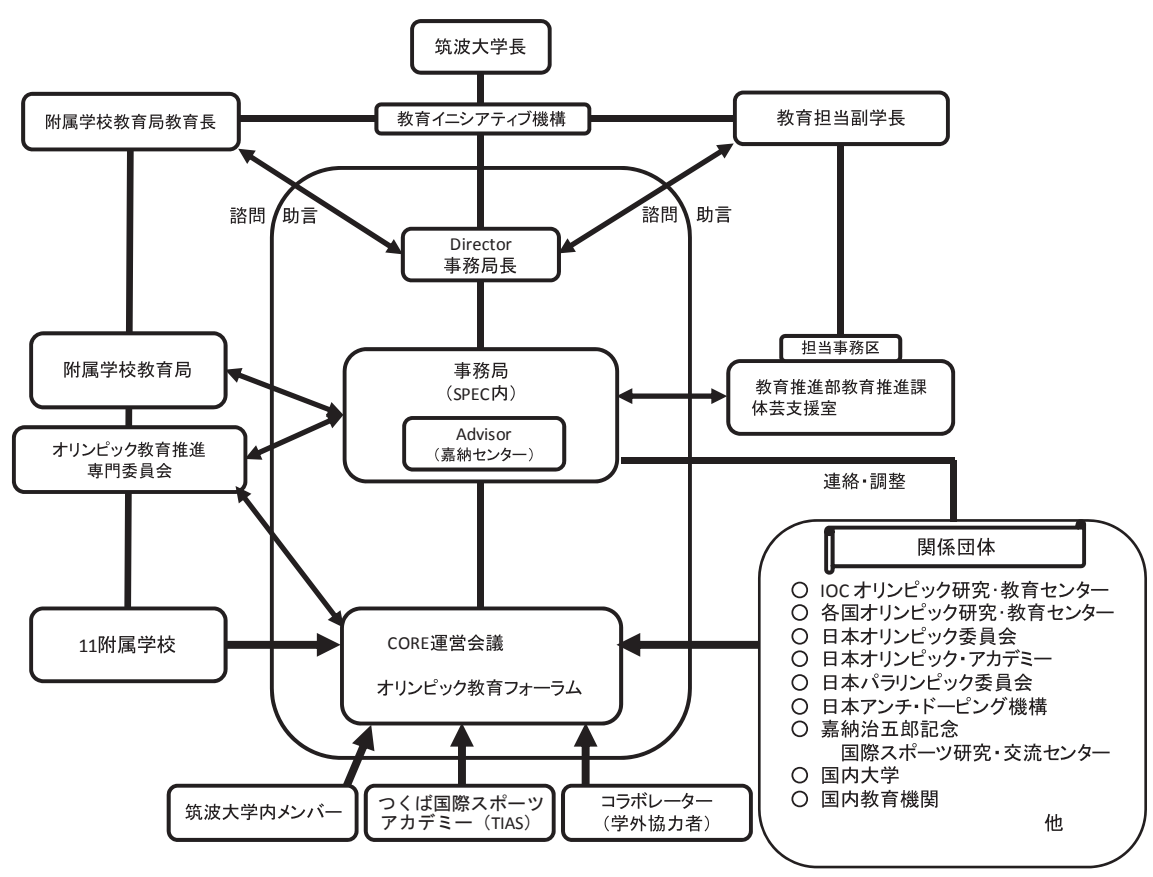 筑波大学長
附属学校教育局教育長
教育イニシアティブ機構
教育担当副学長
諮問 助言
諮問 助言
Director
事務局長
附属学校教育局
事務局
（SPEC内）
Advisor
（嘉納センター）
担当事務区
教育推進部教育推進課
体芸支援室
オリンピック教育推進
専門委員会
連絡・調整
関係団体
○ IOC オリンピック研究・教育センター
○ 各国オリンピック研究・教育センター
○ 日本オリンピック委員会
○ 日本オリンピック・アカデミー
○ 日本パラリンピック委員会
○ 日本アンチ・ドーピング機構
○ 嘉納治五郎記念
国際スポーツ研究・交流センター
○ 国内大学
○ 国内教育機関
他
11附属学校
CORE運営会議
オリンピック教育フォーラム
筑波大学内メンバー
つくば国際スポーツ
アカデミー（TIAS）
コラボレーター
（学外協力者）